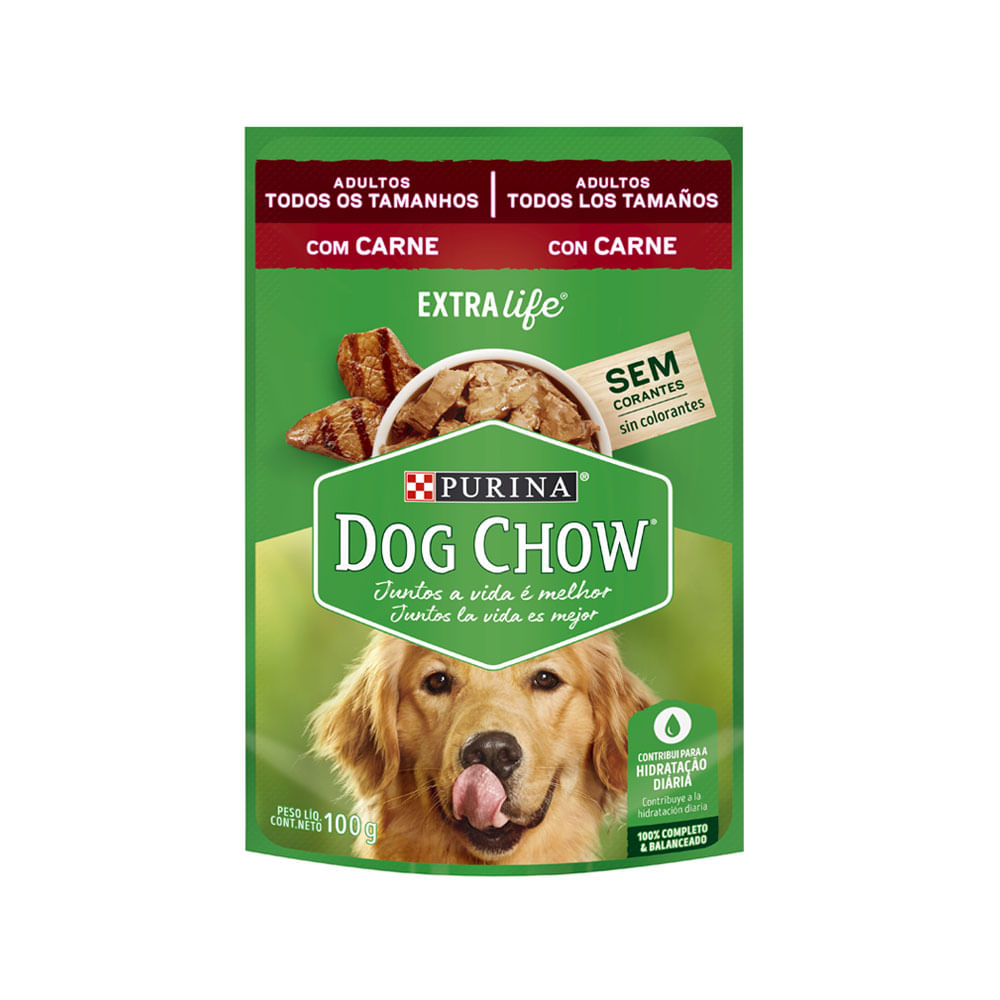 ADULTOS
TODOS OS TAMANHOS
ADULTOS
TODOS LOS TAMAÑOS
COM CARNE
CON CARNE
EXTRA life®
SEM
CORANTES
sin colorantes
PURINA®
DOG CHOW®
Juntos a vida é melhor
Juntos la vida es mejor
CONTRIBUI PARA A
HIDRATAÇÃO
DIÁRIA
Contribuye a la
hidratación diaria
100% COMPLETO
& BALANCEADO
PESO LÍQ.
CONT.NETO 100g